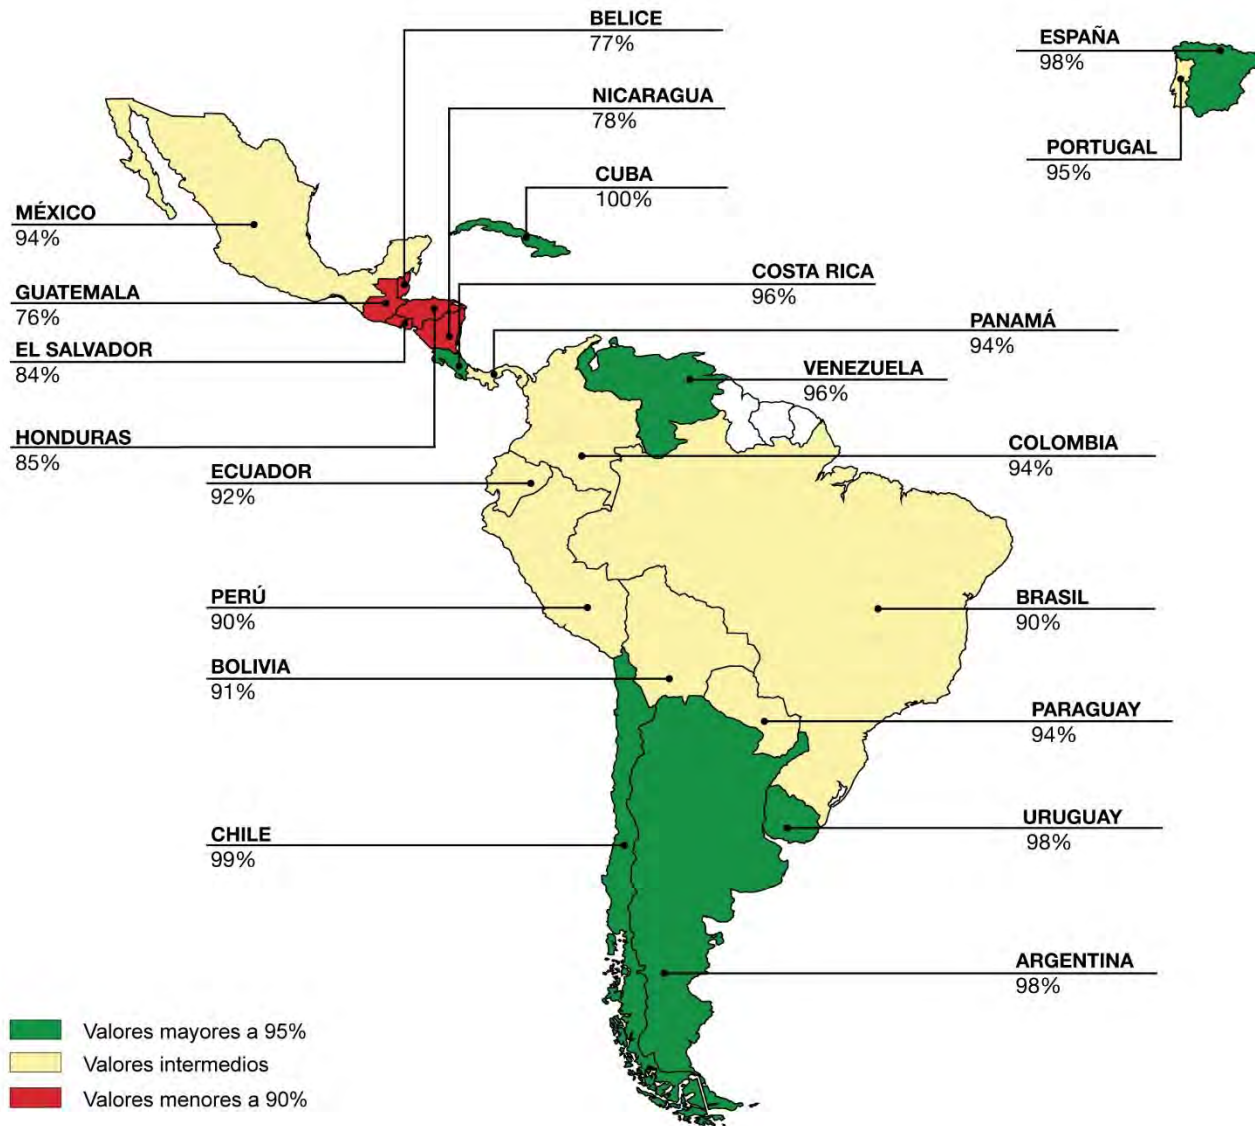 BELICE
77%
ESPAÑA
98%
NICARAGUA
78%
PORTUGAL
95%
CUBA
100%
MÉXICO
94%
COSTA RICA
96%
GUATEMALA
76%
PANAMÁ
94%
EL SALVADOR
84%
VENEZUELA
96%
HONDURAS
85%
COLOMBIA
94%
ECUADOR
92%
PERÚ
90%
BRASIL
90%
BOLIVIA
91%
PARAGUAY
94%
URUGUAY
98%
CHILE
99%
ARGENTINA
98%
Valores mayores a 95%
Valores intermedios
Valores menores a 90%